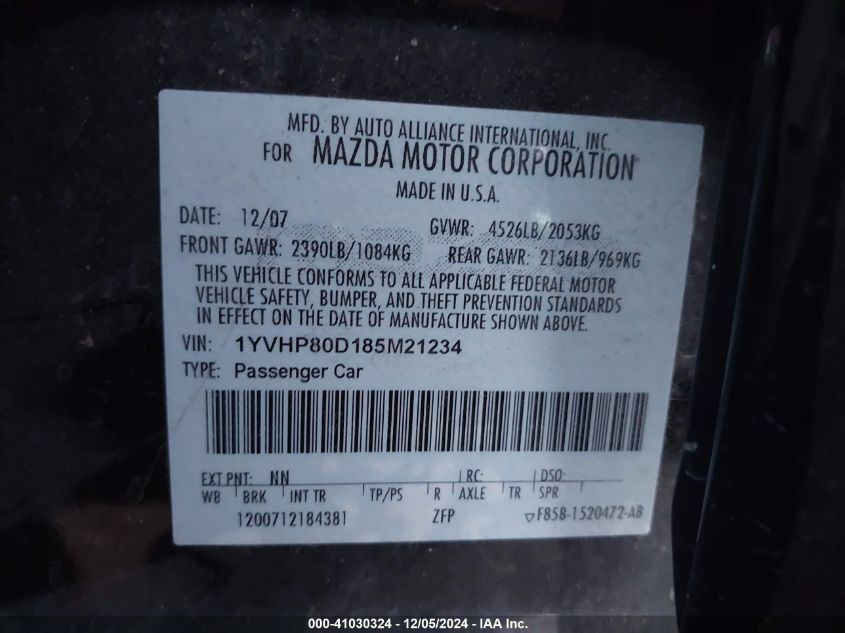 MFD. BY AUTO ALLIANCE INTERNATIONAL, INC.
FOR MAZDA MOTOR CORPORATION
MADE IN U.S.A.
DATE: 12/07 GVWR: 4526LB/2053KG
FRONT GAWR: 2390LB/1084KG REAR GAWR: 2136LB/969KG
THIS VEHICLE CONFORMS TO ALL APPLICABLE FEDERAL MOTOR
VEHICLE SAFETY, BUMPER, AND THEFT PREVENTION STANDARDS
IN EFFECT ON THE DATE OF MANUFACTURE SHOWN ABOVE.
VIN: 1YVHP80D185M21234
TYPE: Passenger Car
EXT PNT: NN RC: DSO:
WB BRK INT TR TP/PS R AXLE TR SPR
1200712184381 ZFP ▽F85B-1520472-AB
000-41030324 - 12/05/2024 - IAA Inc.